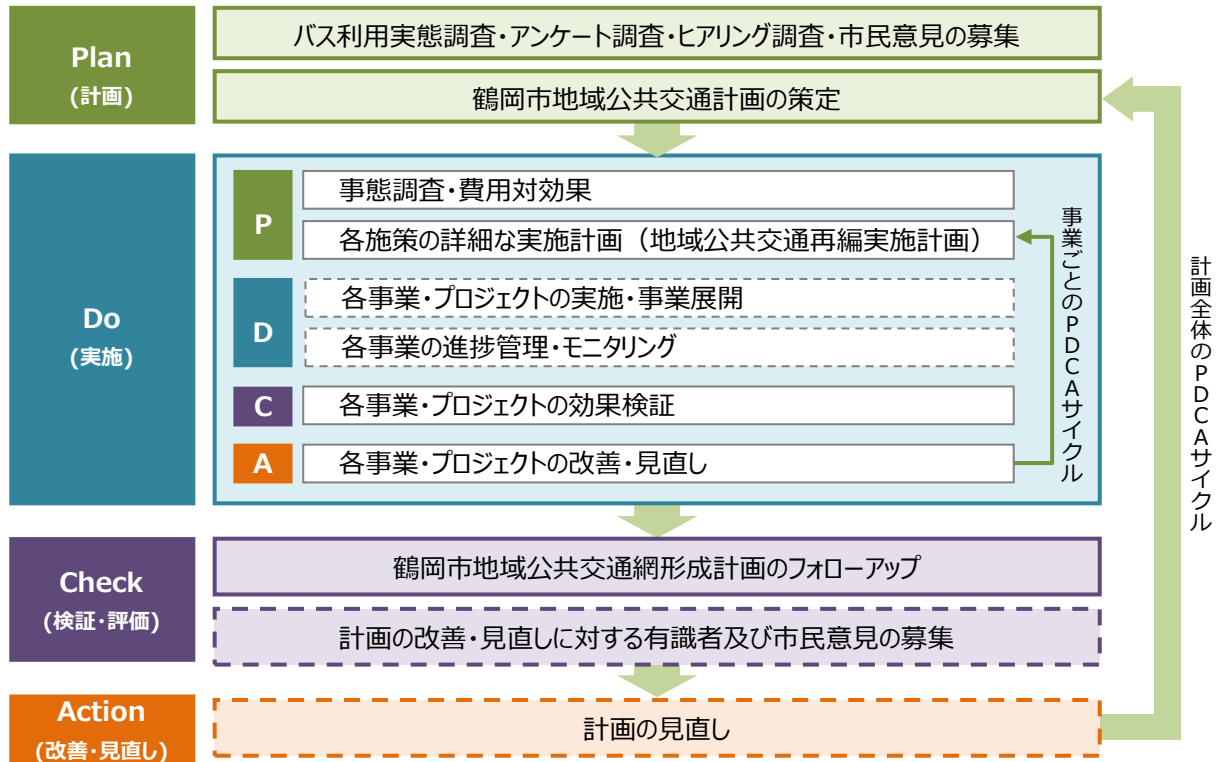 Plan
(計画)
バス利用実態調査・アンケート調査・ヒアリング調査・市民意見の募集
鶴岡市地域公共交通計画の策定
Do
(実施)
P
事態調査・費用対効果
各施策の詳細な実施計画（地域公共交通再編実施計画）
D
各事業・プロジェクトの実施・事業展開
各事業の進捗管理・モニタリング
C
各事業・プロジェクトの効果検証
A
各事業・プロジェクトの改善・見直し
事業ごとのPDCAサイクル
計画全体のPDCAサイクル
Check
(検証・評価)
鶴岡市地域公共交通網形成計画のフォローアップ
計画の改善・見直しに対する有識者及び市民意見の募集
Action
(改善・見直し)
計画の見直し